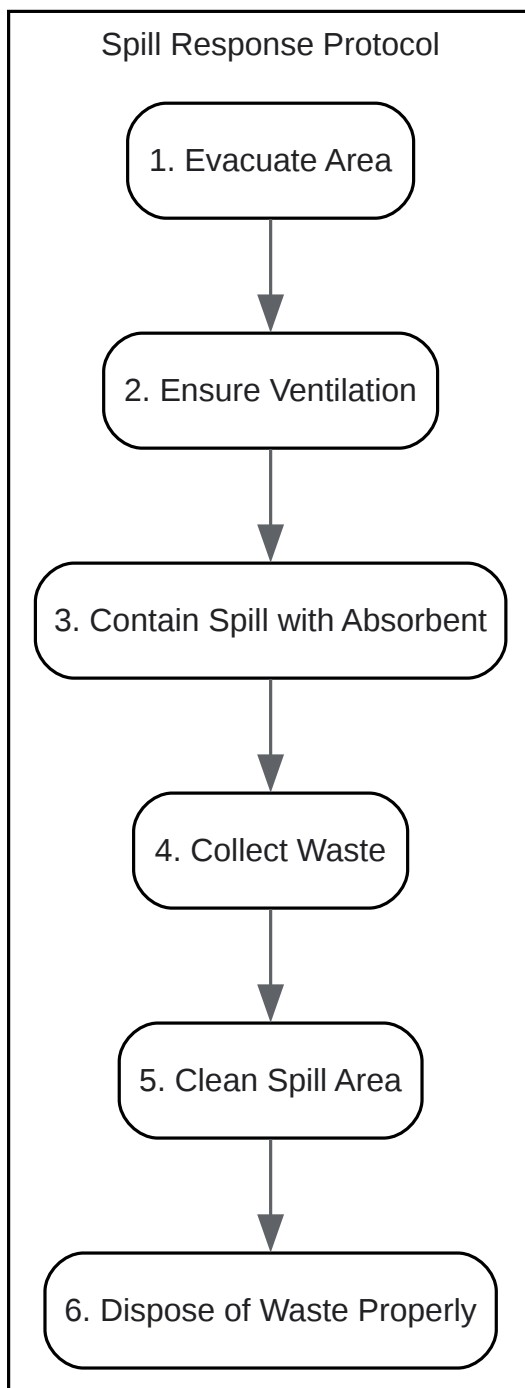 Spill Response Protocol
1. Evacuate Area
2. Ensure Ventilation
3. Contain Spill with Absorbent
4. Collect Waste
5. Clean Spill Area
6. Dispose of Waste Properly